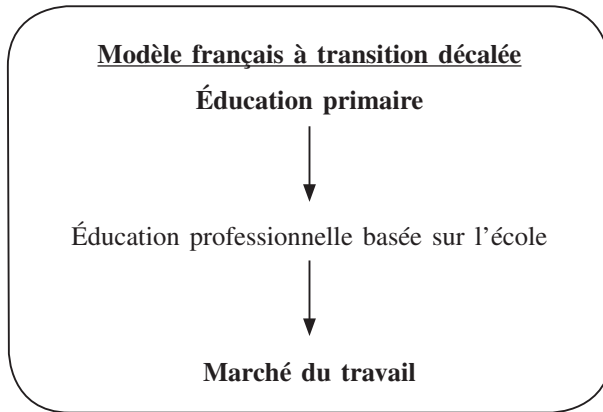 Modèle français à transition décalée
Éducation primaire
Éducation professionnelle basée sur l'école
Marché du travail